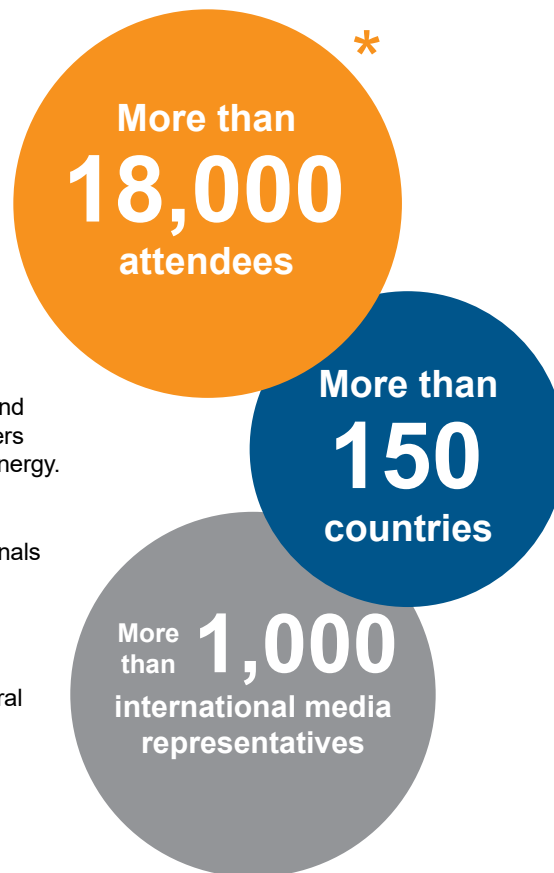 *
More than
18,000
attendees
nd
ers
nergy.
nals
ral
More than
150
countries
More than 1,000
international media
representatives